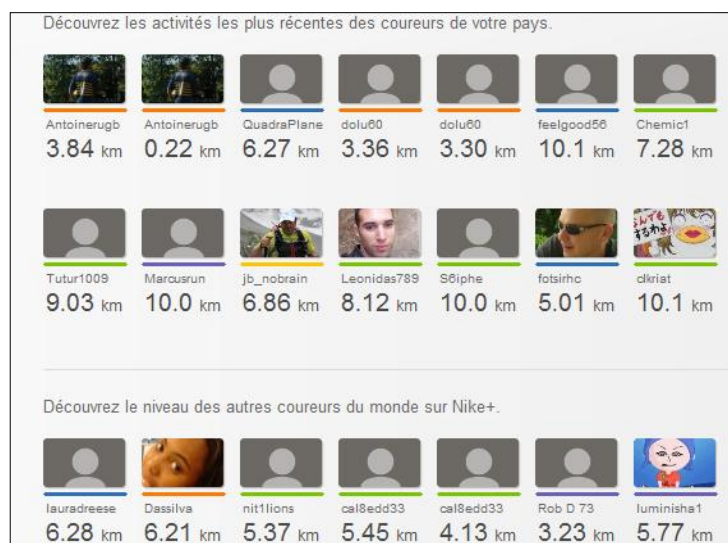 Découvrez les activités les plus récentes des coureurs de votre pays.
Antoinerugb Antoinerugb QuadraPlane dolu60 dolu60 feelgood56 Chemic1
3.84 km 0.22 km 6.27 km 3.36 km 3.30 km 10.1 km 7.28 km
Tutur1009 Marcusrun jb_nobrain Leonidas789 S6iphe fotsirhc clkriat
9.03 km 10.0 km 6.86 km 8.12 km 10.0 km 5.01 km 10.1 km
Découvrez le niveau des autres coureurs du monde sur Nike+.
lauradreese Dassilva nit1lions cal8edd33 cal8edd33 Rob D 73 luminisha1
6.28 km 6.21 km 5.37 km 5.45 km 4.13 km 3.23 km 5.77 km